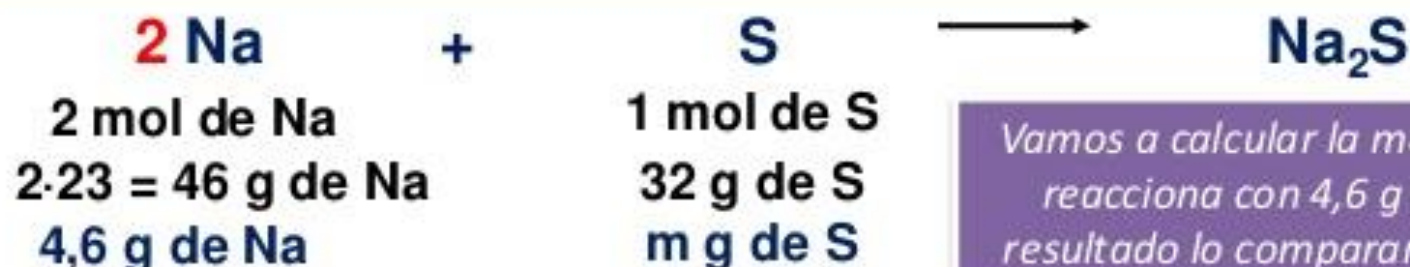 2 Na + S → Na₂S
2 mol de Na 1 mol de S
2·23 = 46 g de Na 32 g de S
4,6 g de Na m g de S
Vamos a calcular la
reacciona con 4,6 g
resultado lo